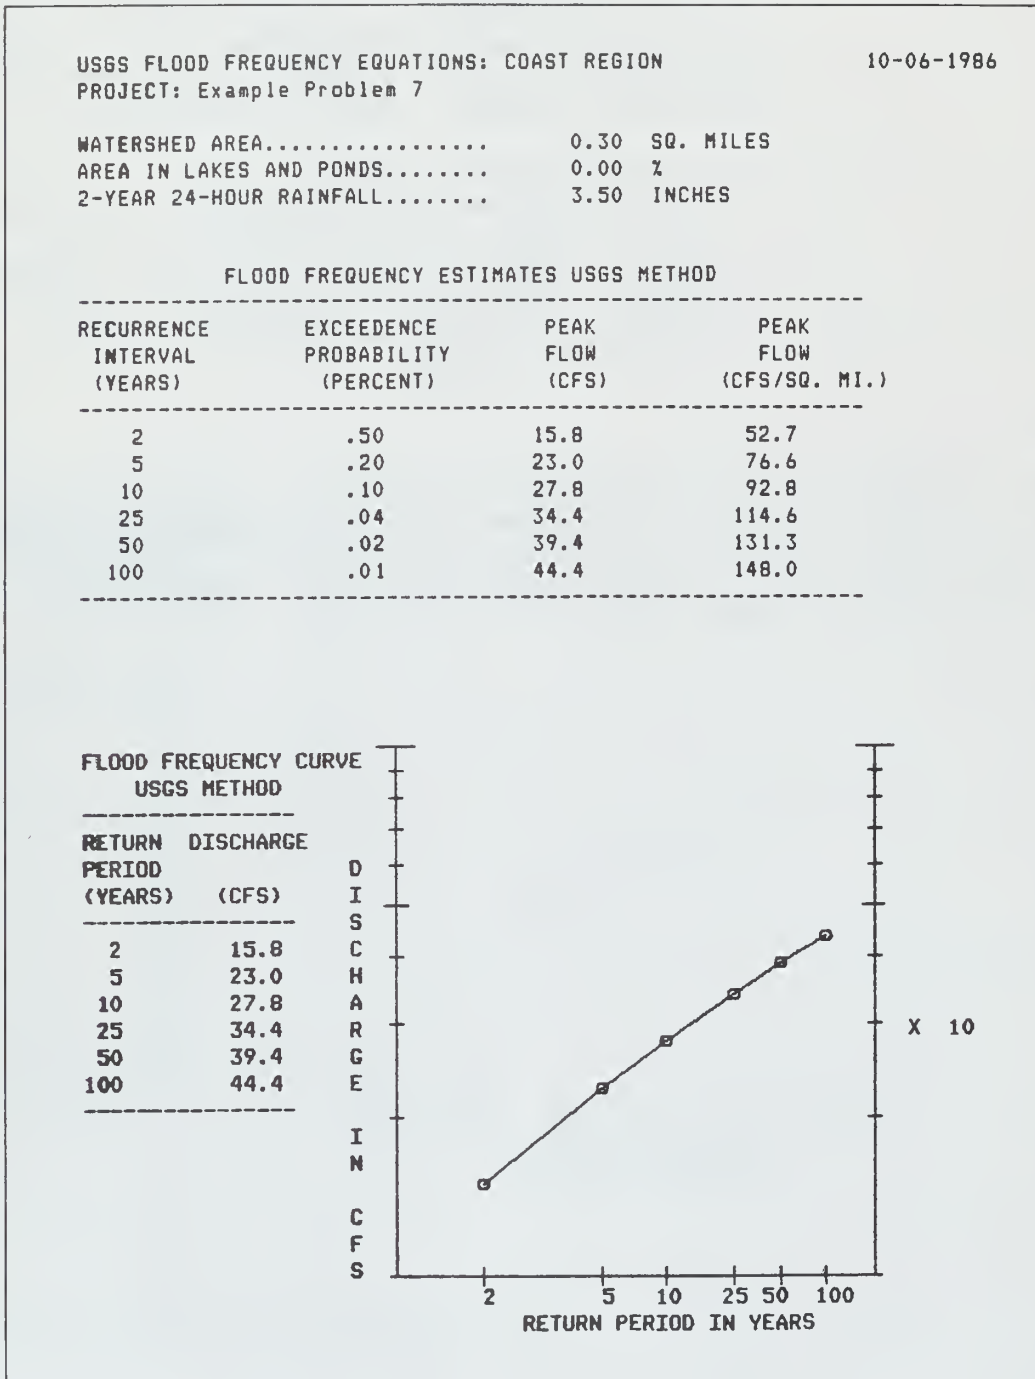 USGS FLOOD FREQUENCY EQUATIONS: COAST REGION 10-06-1986
PROJECT: Example Problem 7
WATERSHED AREA................. 0.30 SQ. MILES
AREA IN LAKES AND PONDS........ 0.00 %
2-YEAR 24-HOUR RAINFALL........ 3.50 INCHES
FLOOD FREQUENCY ESTIMATES USGS METHOD
RECURRENCE EXCEEDENCE PEAK PEAK
INTERVAL PROBABILITY FLOW FLOW
(YEARS) (PERCENT) (CFS) (CFS/SQ. MI.)
2 .50 15.8 52.7
5 .20 23.0 76.6
10 .10 27.8 92.8
25 .04 34.4 114.6
50 .02 39.4 131.3
100 .01 44.4 148.0
FLOOD FREQUENCY CURVE
USGS METHOD
RETURN DISCHARGE
PERIOD
(YEARS) (CFS)
2 15.8
5 23.0
10 27.8
25 34.4
50 39.4
100 44.4
DISCHARGE IN CFS
X 10
2 5 10 25 50 100
RETURN PERIOD IN YEARS